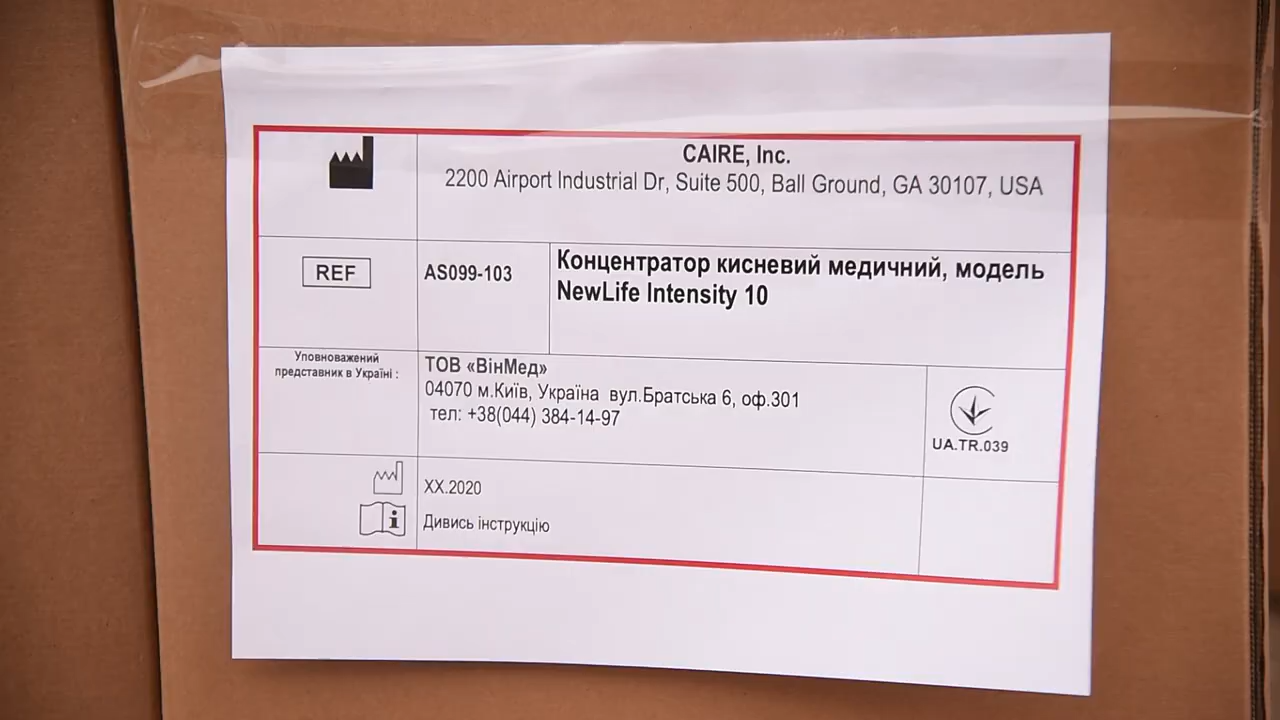 CAIRE, Inc.
2200 Airport Industrial Dr, Suite 500, Ball Ground, GA 30107, USA
REF
AS099-103
Концентратор кисневий медичний, модель
NewLife Intensity 10
Уповноважений
представник в Україні :
ТОВ «ВінМед»
04070 м.Київ, Україна вул.Братська 6, оф.301
тел: +38(044) 384-14-97
UA.TR.039
XX.2020
Дивись інструкцію